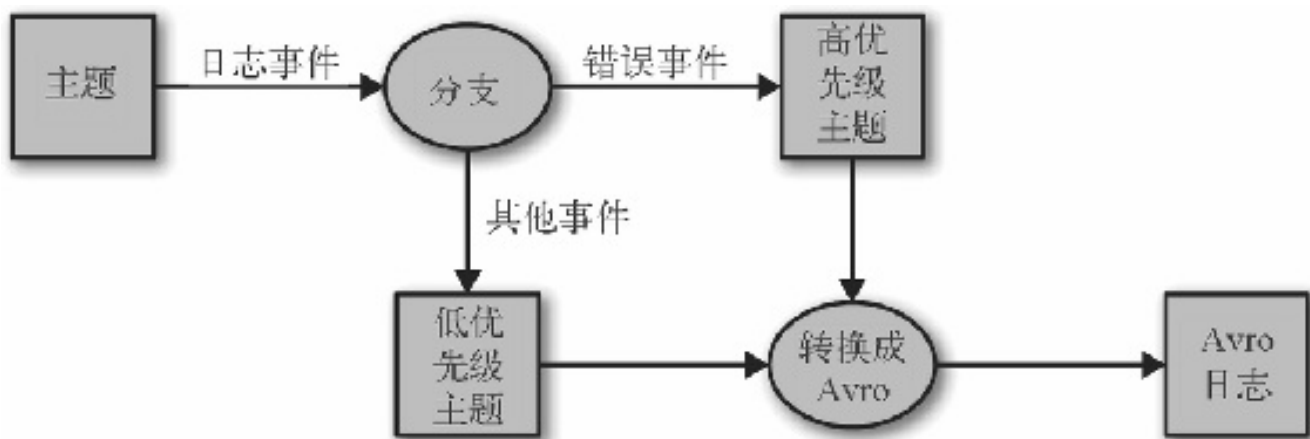 主题
日志事件
分支
错误事件
高优
先级
主题
其他事件
低优
先级
主题
转换成
Avro
Avro
日志